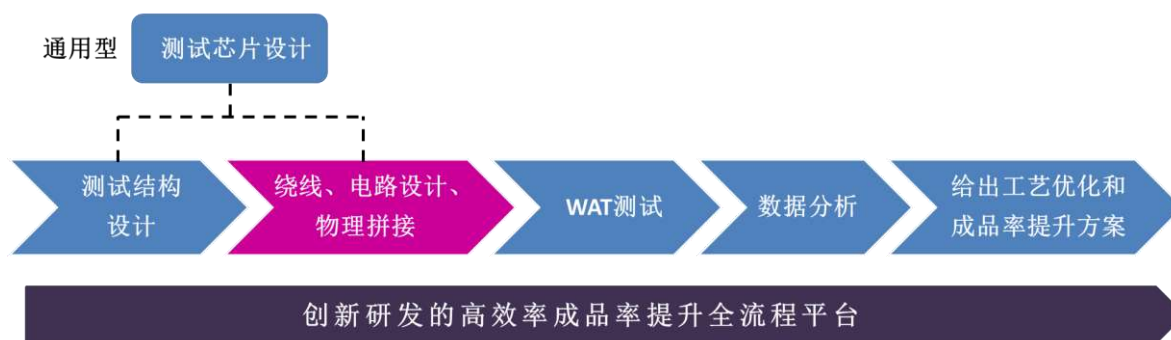 通用型
测试芯片设计
测试结构
设计
绕线、电路设计、
物理拼接
WAT测试
数据分析
给出工艺优化和
成品率提升方案
创新研发的高效率成品率提升全流程平台